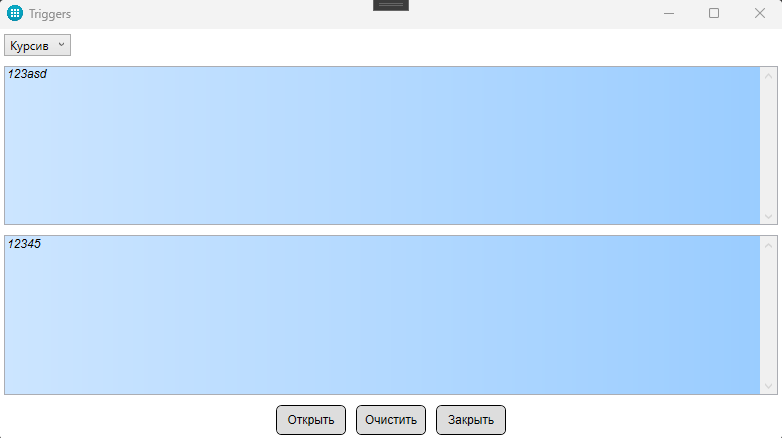 Triggers
Курсив
123asd
12345
Открыть Очистить Закрыть